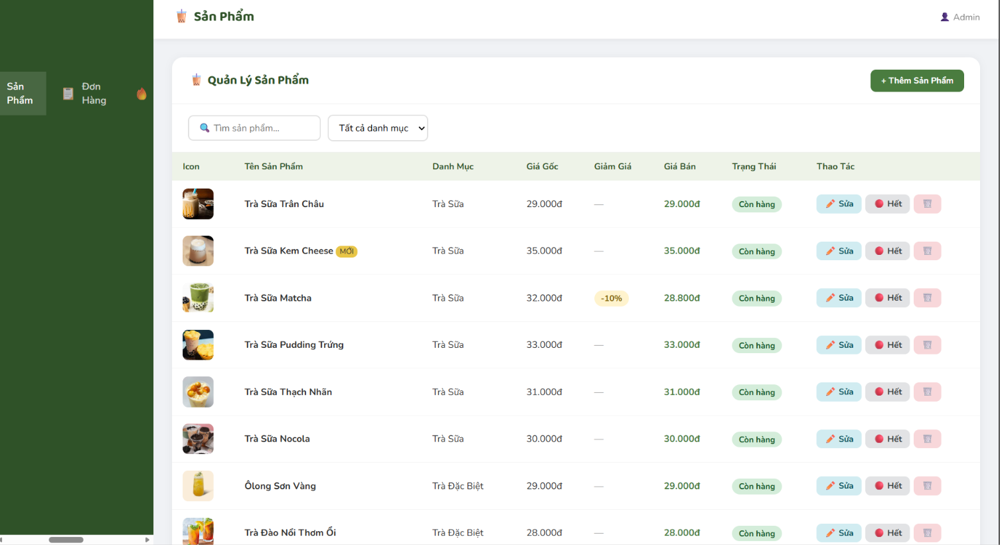 Sản Phẩm
Admin
Sản
Phẩm
Đơn
Hàng
Quản Lý Sản Phẩm
+ Thêm Sản Phẩm
Tìm sản phẩm...
Tất cả danh mục
Icon Tên Sản Phẩm Danh Mục Giá Gốc Giảm Giá Giá Bán Trạng Thái Thao Tác
Trà Sữa Trân Châu Trà Sữa 29.000đ — 29.000đ Còn hàng Sửa Hết
Trà Sữa Kem Cheese MỚI Trà Sữa 35.000đ — 35.000đ Còn hàng Sửa Hết
Trà Sữa Matcha Trà Sữa 32.000đ -10% 28.800đ Còn hàng Sửa Hết
Trà Sữa Pudding Trứng Trà Sữa 33.000đ — 33.000đ Còn hàng Sửa Hết
Trà Sữa Thạch Nhãn Trà Sữa 31.000đ — 31.000đ Còn hàng Sửa Hết
Trà Sữa Nocola Trà Sữa 30.000đ — 30.000đ Còn hàng Sửa Hết
Ôlong Sơn Vàng Trà Đặc Biệt 29.000đ — 29.000đ Còn hàng Sửa Hết
Trà Đào Nổi Thơm Ổi Trà Đặc Biệt 28.000đ — 28.000đ Còn hàng Sửa Hết